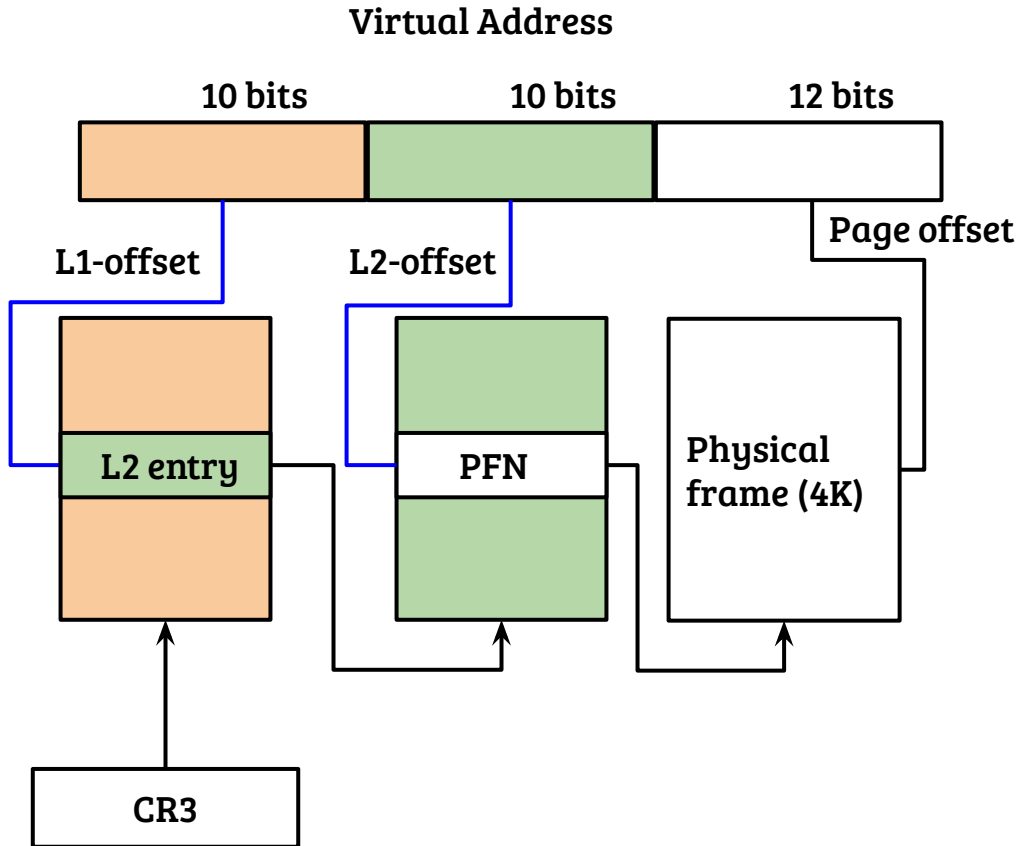 Virtual Address
10 bits
10 bits
12 bits
Page offset
L1-offset
L2-offset
L2 entry
PFN
Physical
frame (4K)
CR3